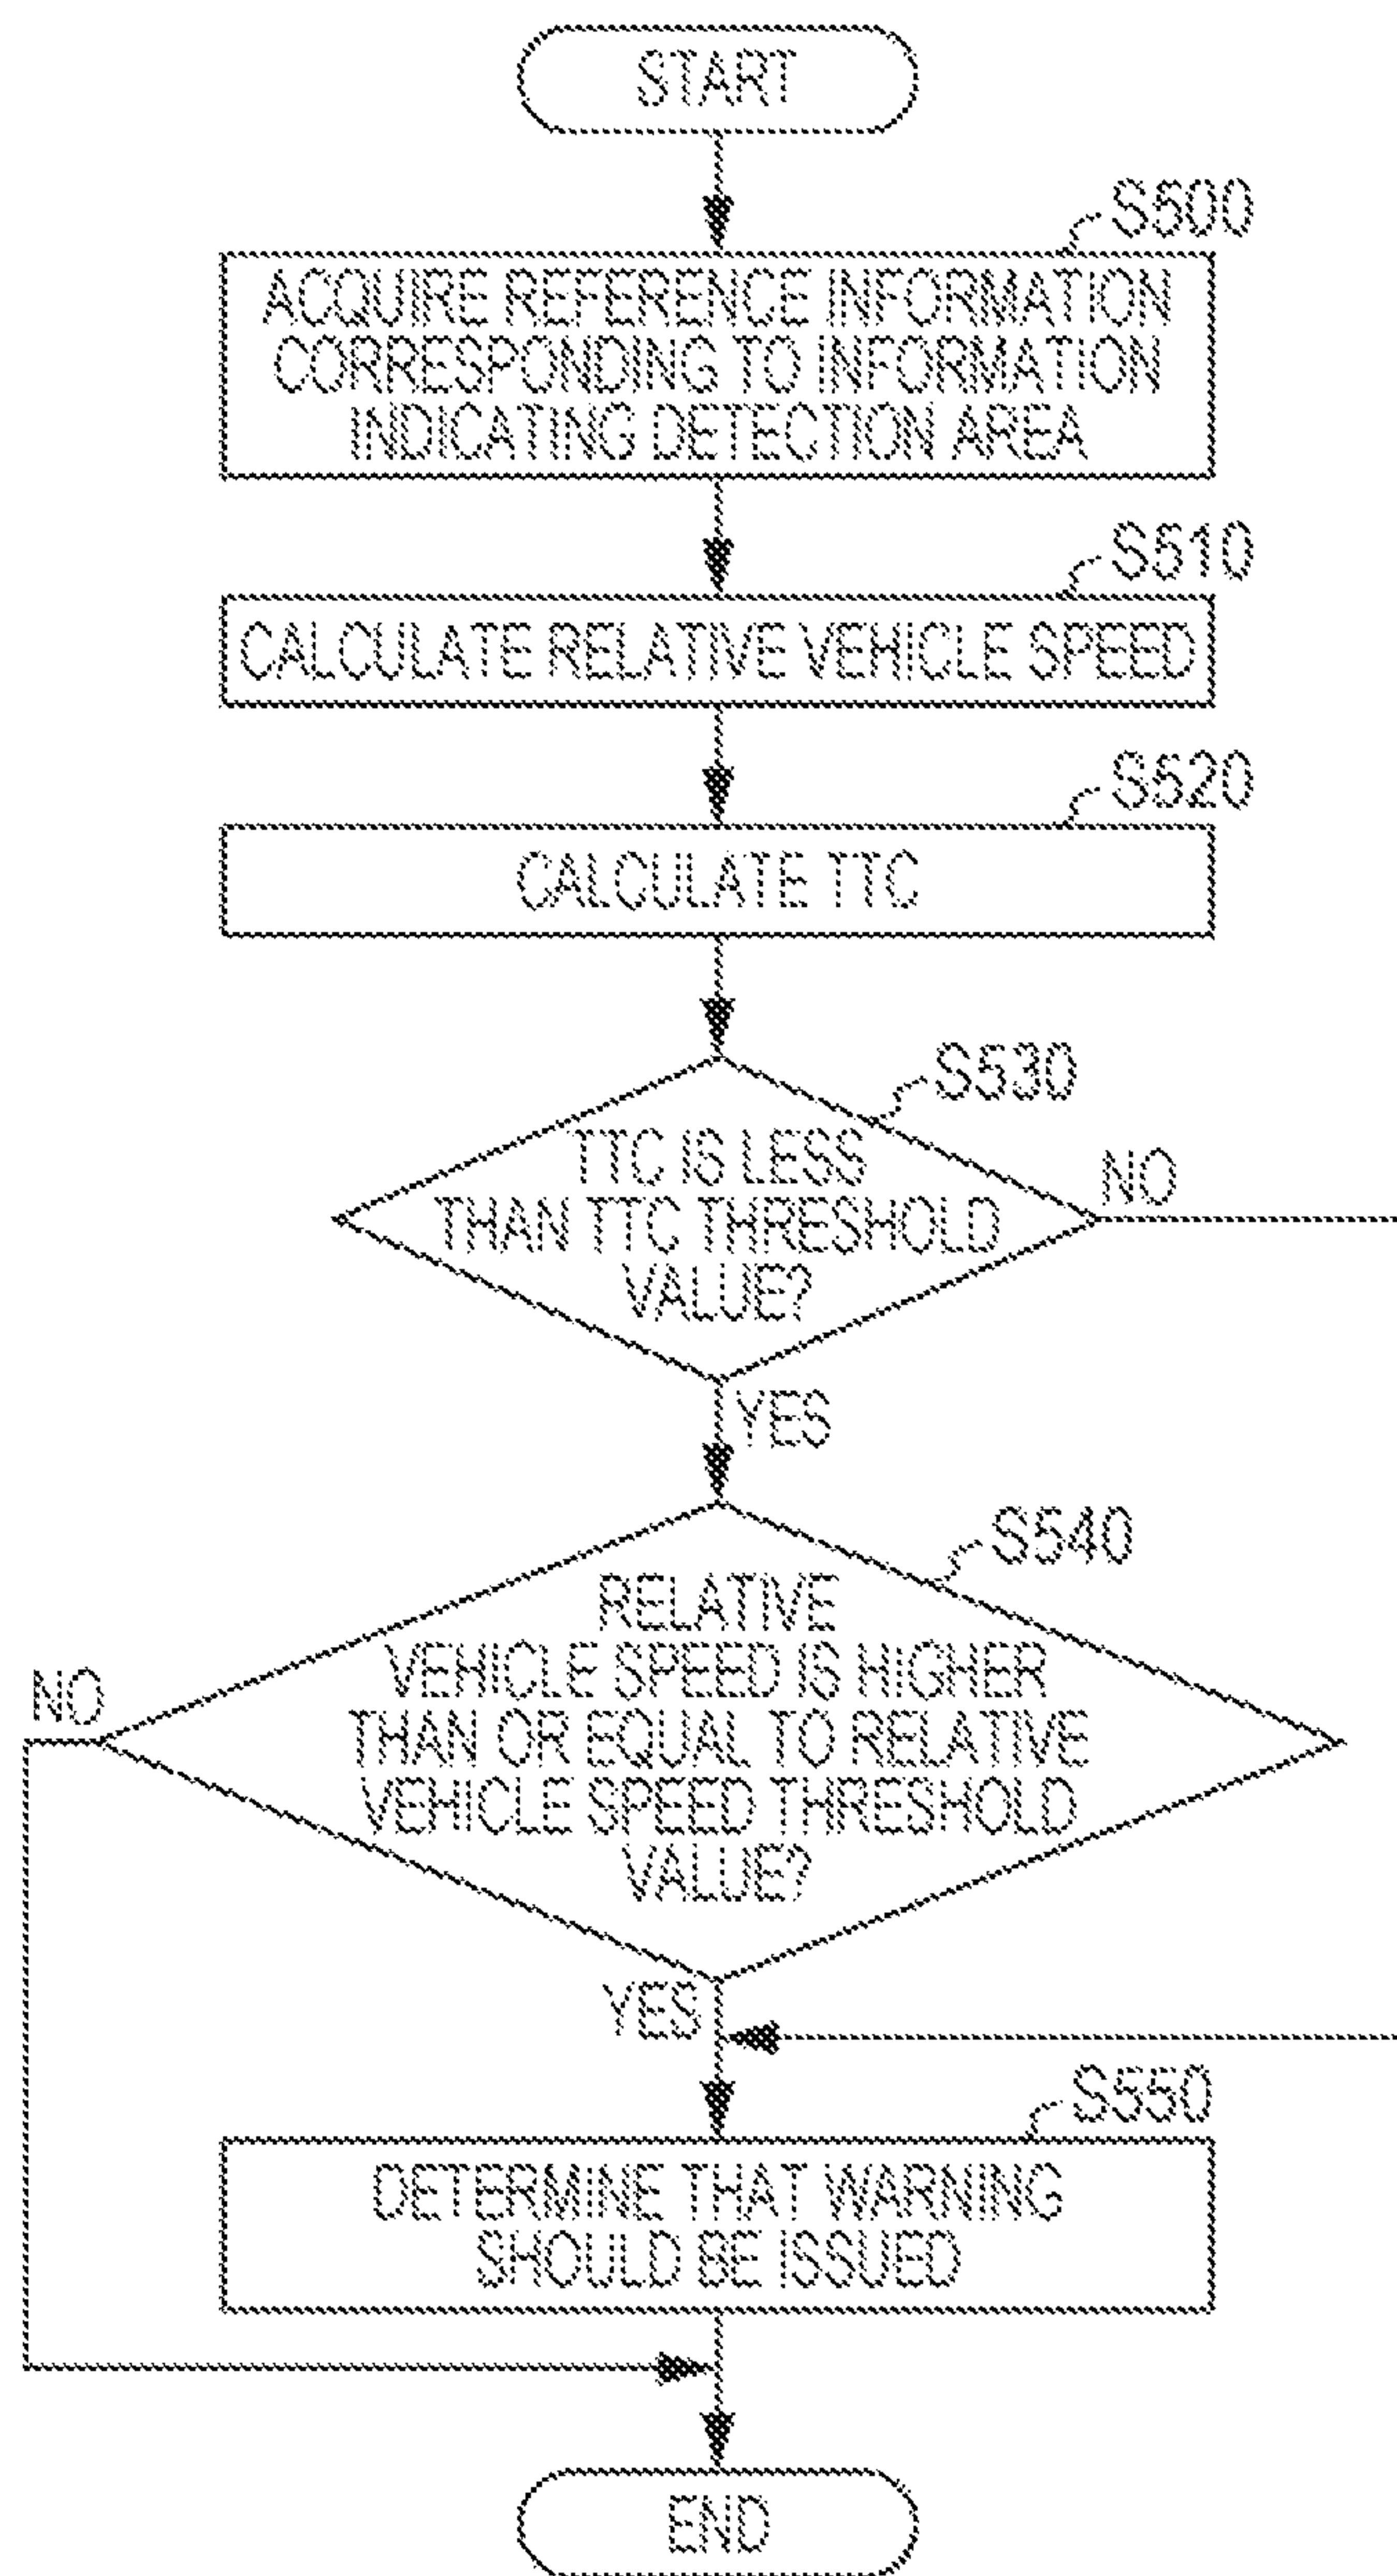 START
S500
ACQUIRE REFERENCE INFORMATION
CORRESPONDING TO INFORMATION
INDICATING DETECTION AREA
S510
CALCULATE RELATIVE VEHICLE SPEED
S520
CALCULATE TTC
S530
TTC IS LESS
THAN TTC THRESHOLD
VALUE?
NO
YES
S540
RELATIVE
VEHICLE SPEED IS HIGHER
THAN OR EQUAL TO RELATIVE
VEHICLE SPEED THRESHOLD
VALUE?
NO
YES
S550
DETERMINE THAT WARNING
SHOULD BE ISSUED
END